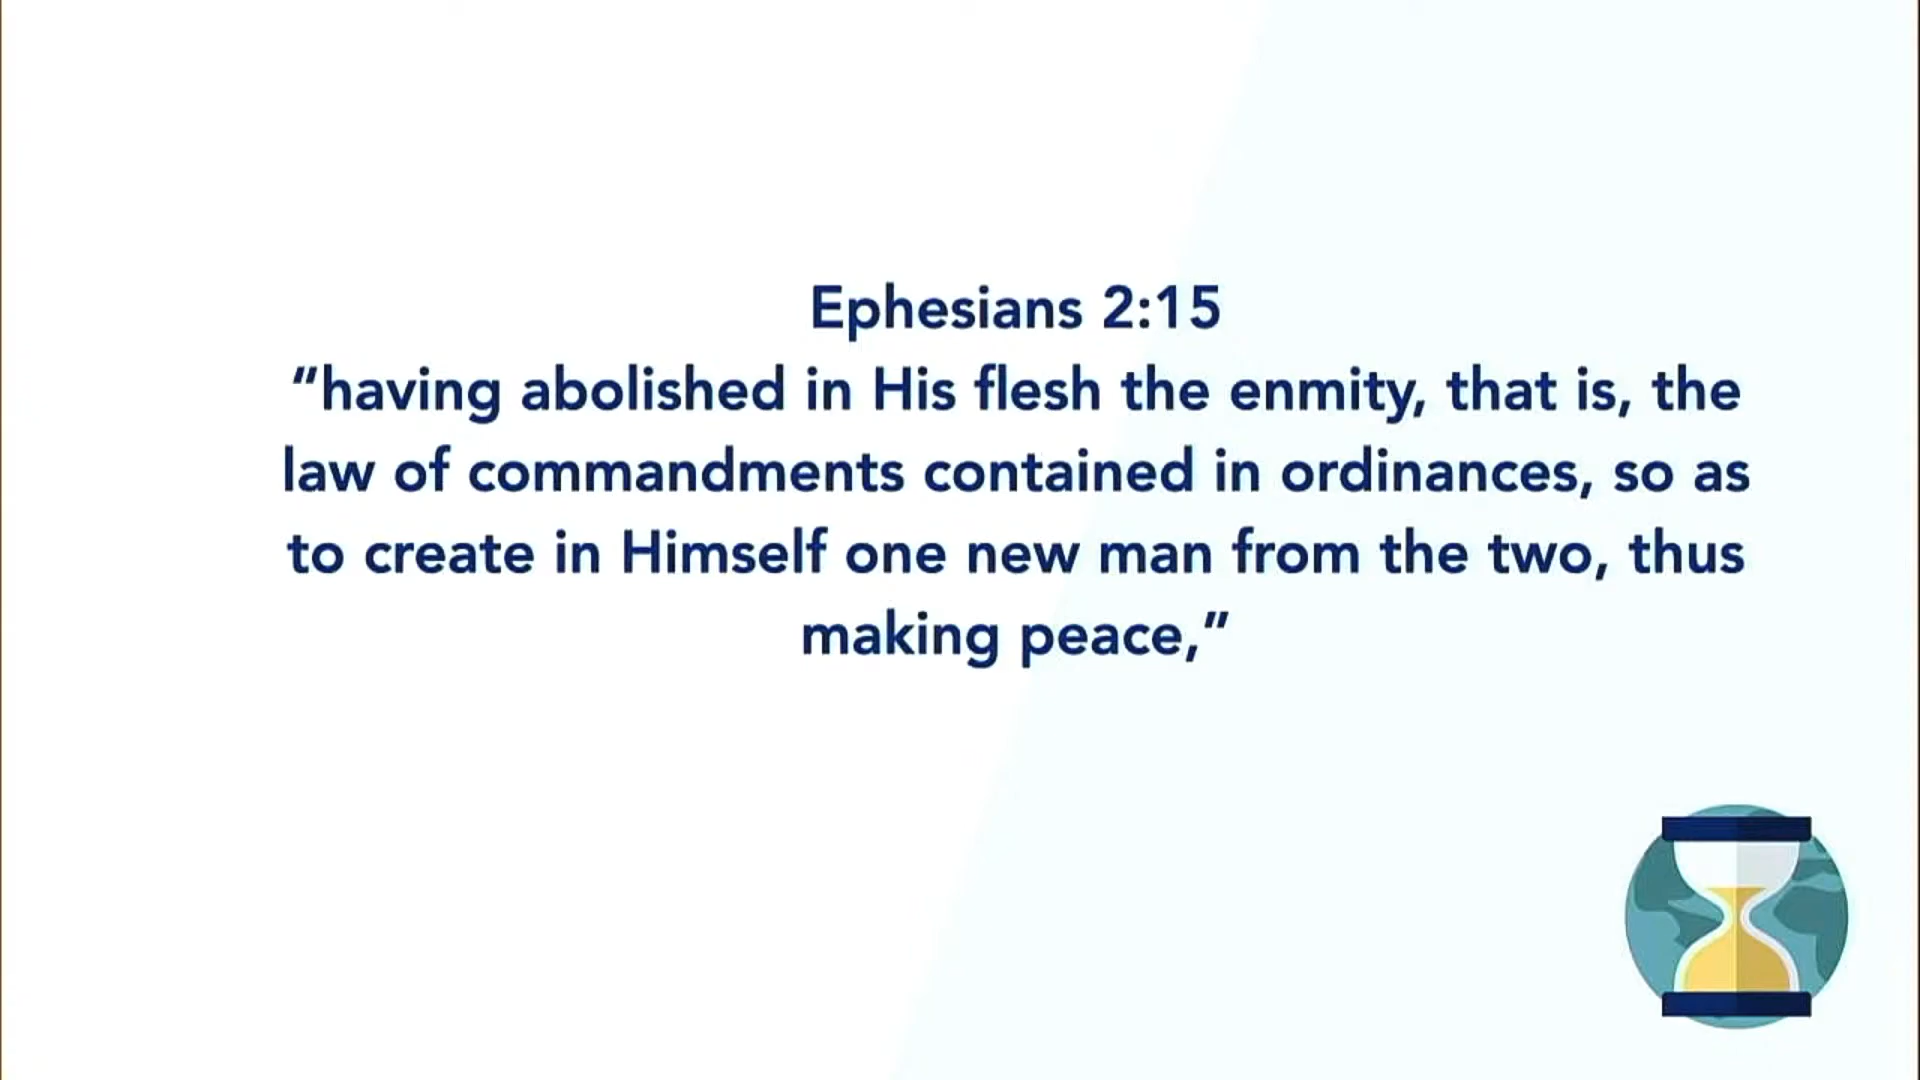 Ephesians 2:15
“having abolished in His flesh the enmity, that is, the
law of commandments contained in ordinances, so as
to create in Himself one new man from the two, thus
making peace,”